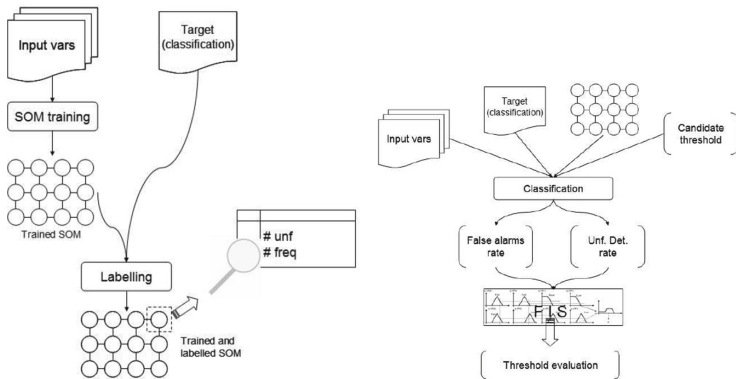 Input vars
Target
(classification)
SOM training
Trained SOM
Labelling
# unf
# freq
Trained and
labelled SOM
Input vars
Target
(classification)
Candidate
threshold
Classification
False alarms
rate
Unf. Det.
rate
FIS
Threshold evaluation